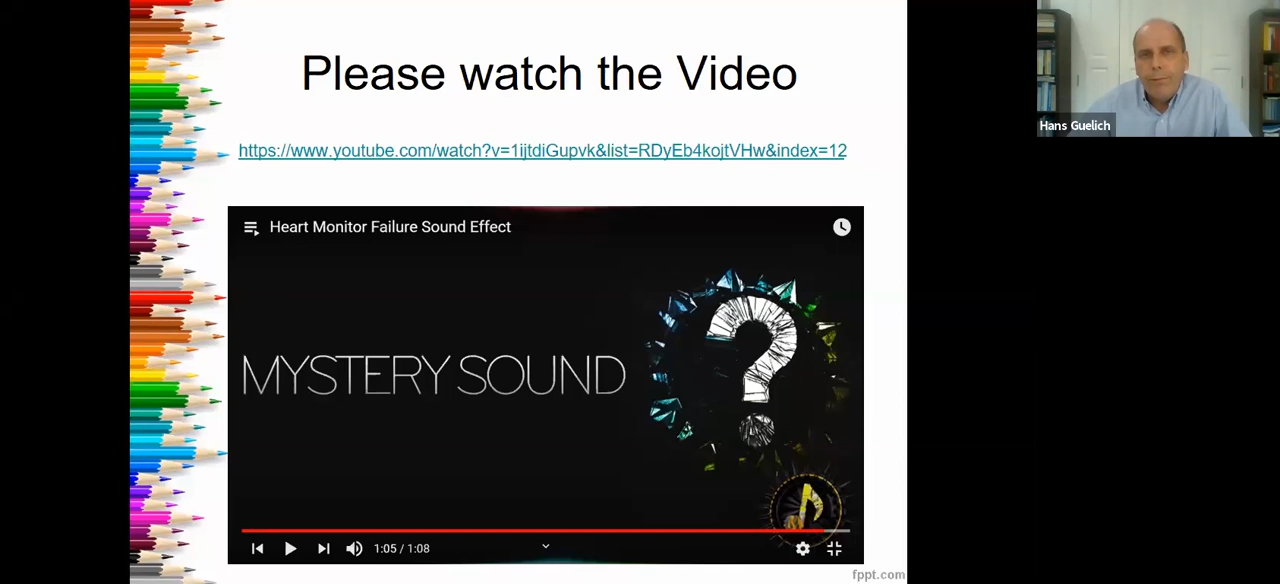 Please watch the Video
https://www.youtube.com/watch?v=1ijtdiGupvk&list=RDyEb4kojtVHw&index=12
Heart Monitor Failure Sound Effect
MYSTERY SOUND
?
1:05 / 1:08
fppt.com
Hans Guelich